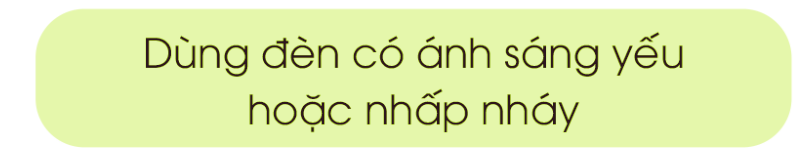 Dùng đèn có ánh sáng yếu
hoặc nhấp nháy